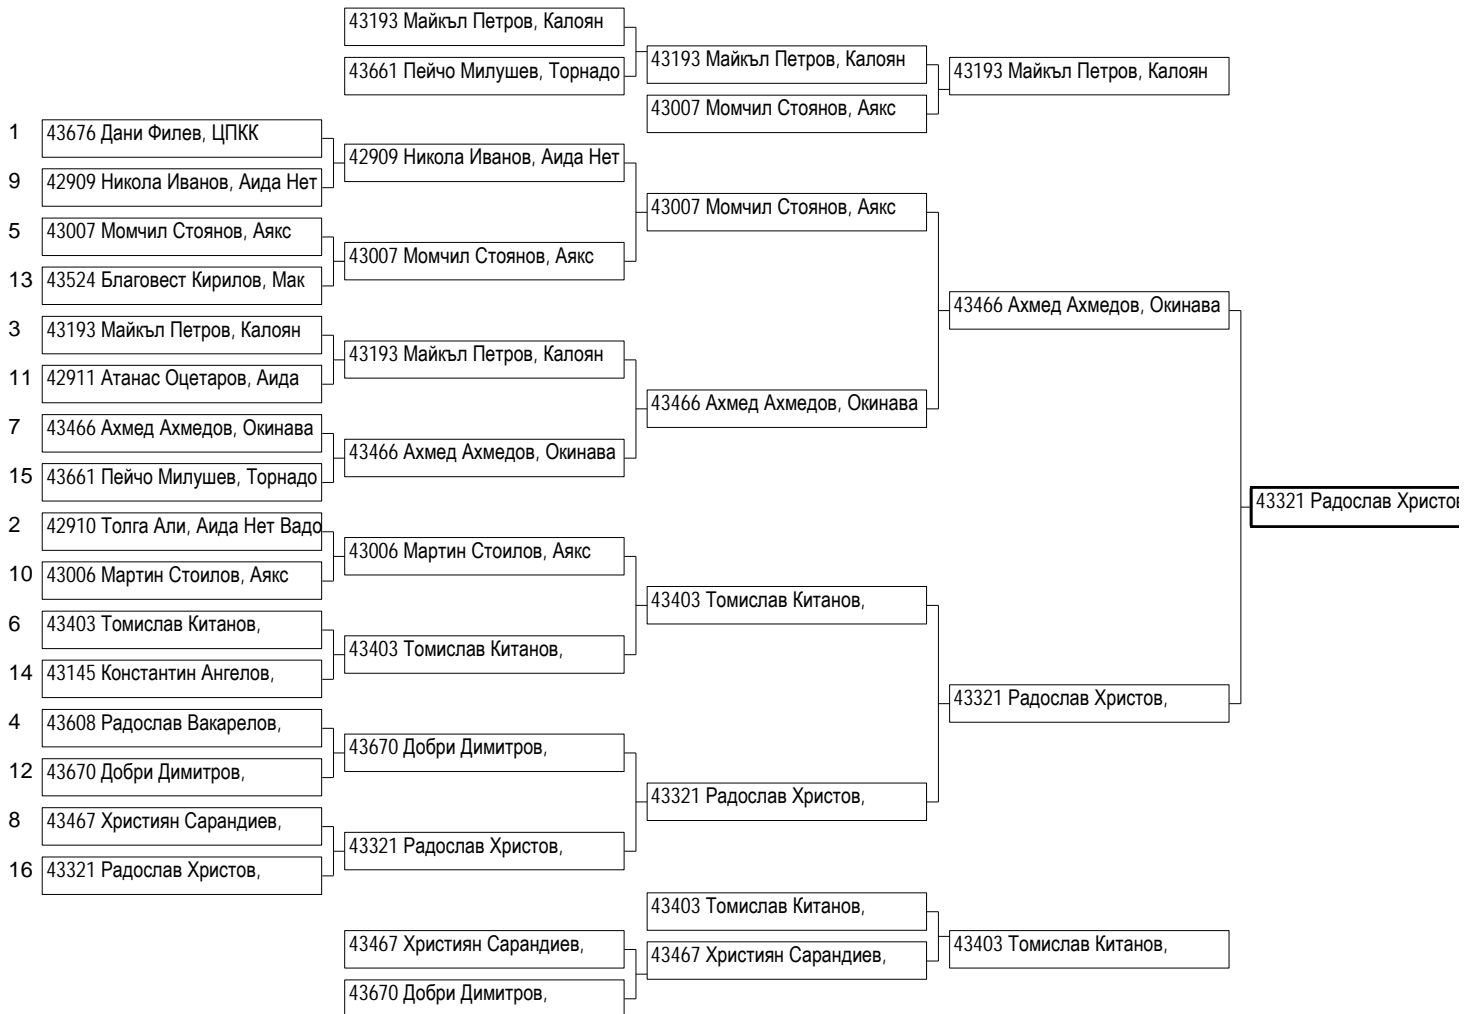 43193 Майкъл Петров, Калоян
43661 Пейчо Милушев, Торнадо
43193 Майкъл Петров, Калоян
43007 Момчил Стоянов, Аякс
43193 Майкъл Петров, Калоян
1 43676 Дани Филев, ЦПКК
9 42909 Никола Иванов, Аида Нет
5 43007 Момчил Стоянов, Аякс
13 43524 Благовест Кирилов, Мак
3 43193 Майкъл Петров, Калоян
11 42911 Атанас Оцетаров, Аида
7 43466 Ахмед Ахмедов, Окинава
15 43661 Пейчо Милушев, Торнадо
2 42910 Толга Али, Аида Нет Вадо
10 43006 Мартин Стоилов, Аякс
6 43403 Томислав Китанов,
14 43145 Константин Ангелов,
4 43608 Радослав Вакарелов,
12 43670 Добри Димитров,
8 43467 Християн Сарандиев,
16 43321 Радослав Христов,
42909 Никола Иванов, Аида Нет
43007 Момчил Стоянов, Аякс
43193 Майкъл Петров, Калоян
43466 Ахмед Ахмедов, Окинава
43006 Мартин Стоилов, Аякс
43403 Томислав Китанов,
43670 Добри Димитров,
43321 Радослав Христов,
43007 Момчил Стоянов, Аякс
43466 Ахмед Ахмедов, Окинава
43403 Томислав Китанов,
43321 Радослав Христов,
43466 Ахмед Ахмедов, Окинава
43321 Радослав Христов,
43321 Радослав Христов
43467 Християн Сарандиев,
43670 Добри Димитров,
43403 Томислав Китанов,
43467 Християн Сарандиев,
43403 Томислав Китанов,